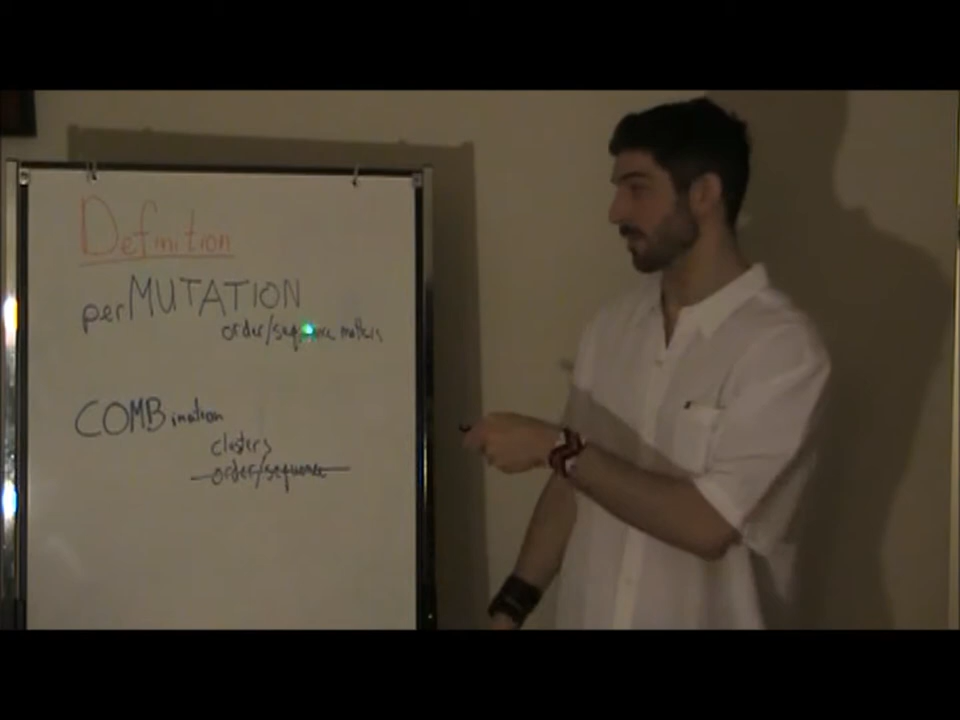 Definition
perMUTATION
order/sequence matters
COMBination
clusters
order/sequence